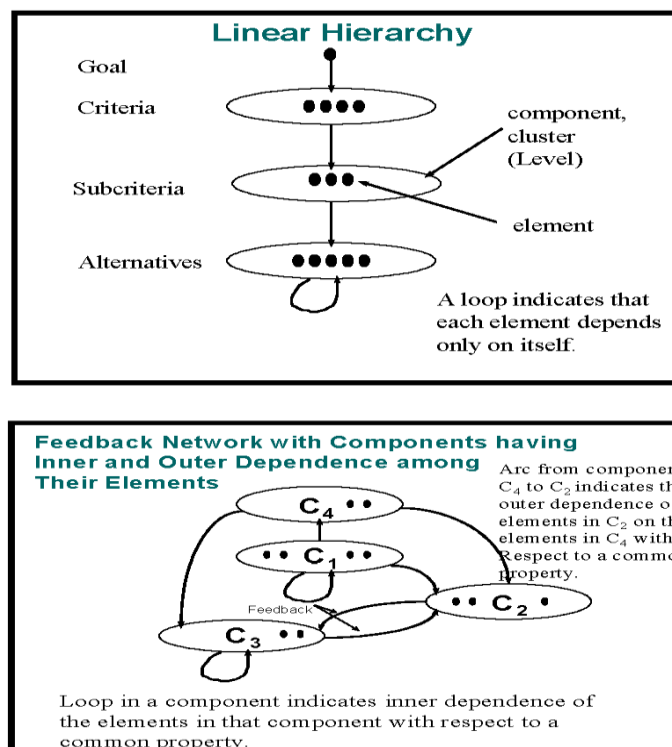 Linear Hierarchy
Goal
Criteria
component,
cluster
(Level)
Subcriteria
element
Alternatives
A loop indicates that
each element depends
only on itself.
Feedback Network with Components having
Inner and Outer Dependence among
Their Elements
Arc from componen
C4 to C2 indicates th
outer dependence o
elements in C2 on th
elements in C4 with
Respect to a commo
property.
C4
C1
Feedback
C2
C3
Loop in a component indicates inner dependence of
the elements in that component with respect to a
common property.